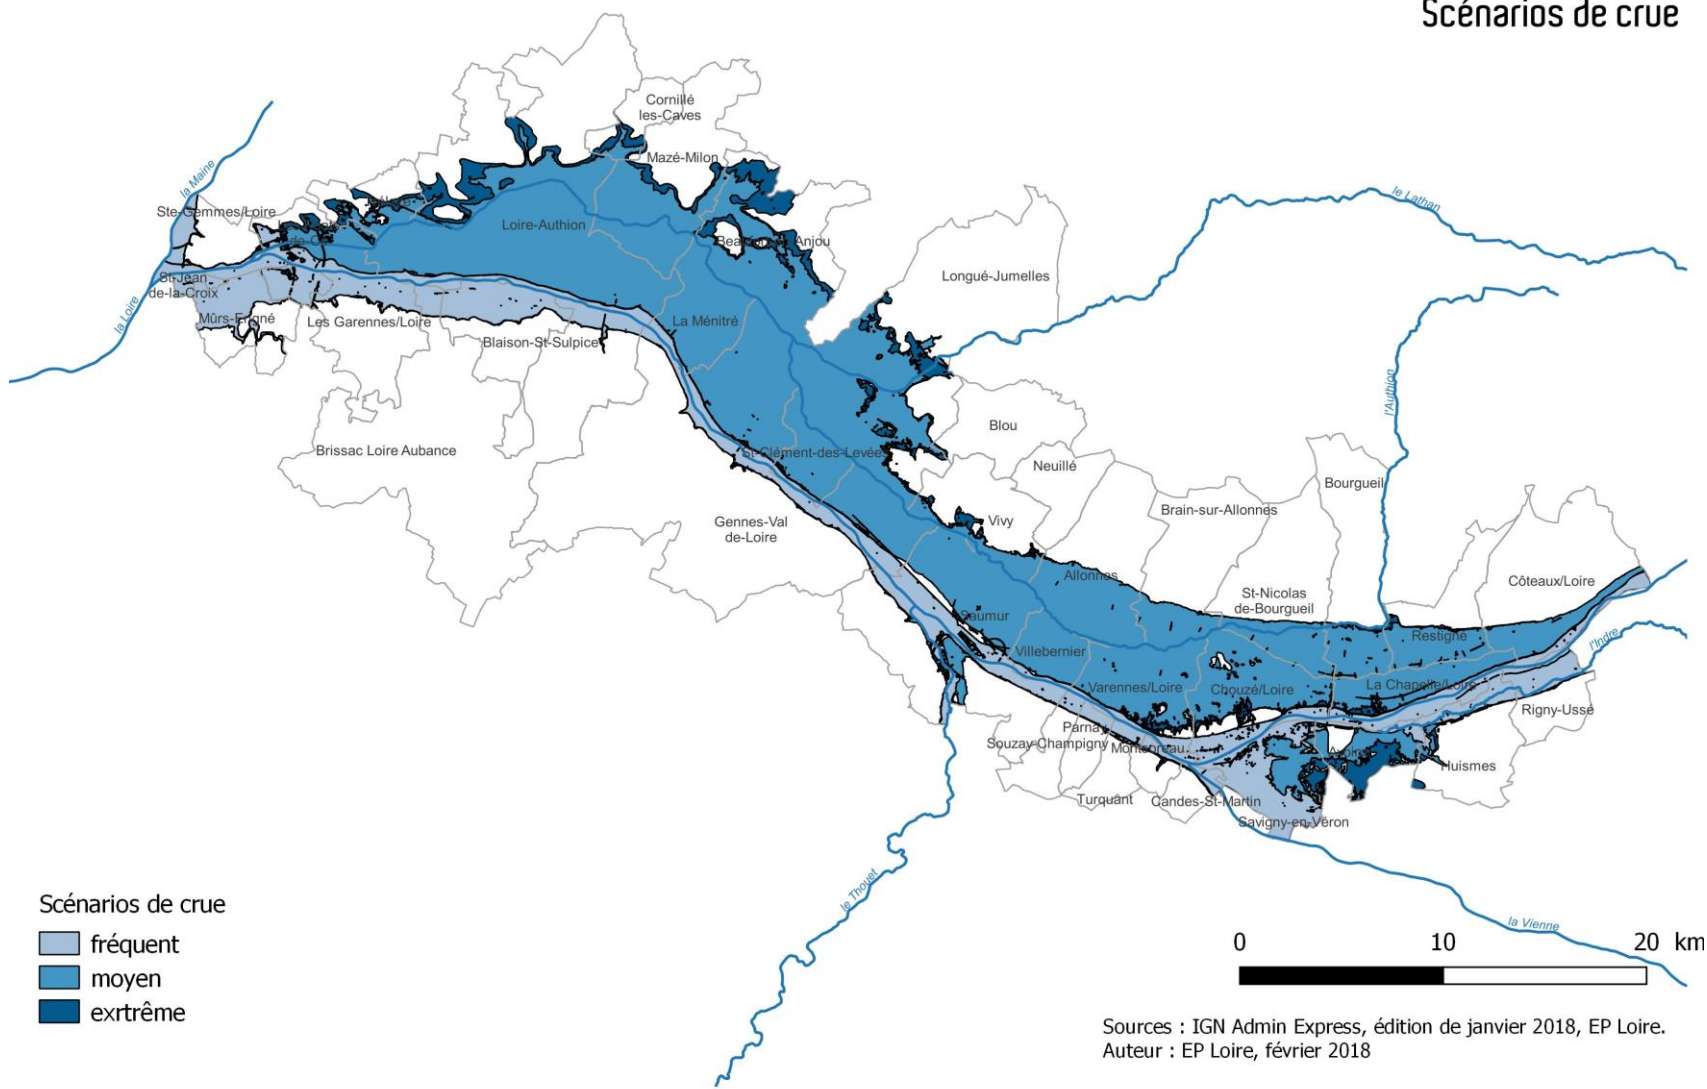 Scénarios de crue
Cornillé
les-Caves
Mazé-Milon
la Maine
Ste-Gemmes/Loire
le Lathan
Loire-Authion
Longué-Jumelles
St-Jean
de-la-Croix
la Loire
Mûrs-Erigné
Les Garennes/Loire
La Ménitré
Blaison-St-Sulpice
l'Authion
Blou
Brissac Loire Aubance
St-Clément-des-Levées
Neuillé
Bourgueil
Gennes-Val
de-Loire
Vivy
Brain-sur-Allonnes
Allonnes
Côteaux/Loire
St-Nicolas
de-Bourgueil
Saumur
Restigné
l'Indre
Villebernier
Varennes/Loire
Chouzé/Loire
La Chapelle/Loire
Rigny-Ussé
Parnay
Souzay-Champigny
Montsoreau
Avoine
Huismes
Turquant
Candes-St-Martin
Savigny-en-Véron
le Thouet
la Vienne
Scénarios de crue
fréquent
moyen
exrtrême
0 10 20 km
Sources : IGN Admin Express, édition de janvier 2018, EP Loire.
Auteur : EP Loire, février 2018